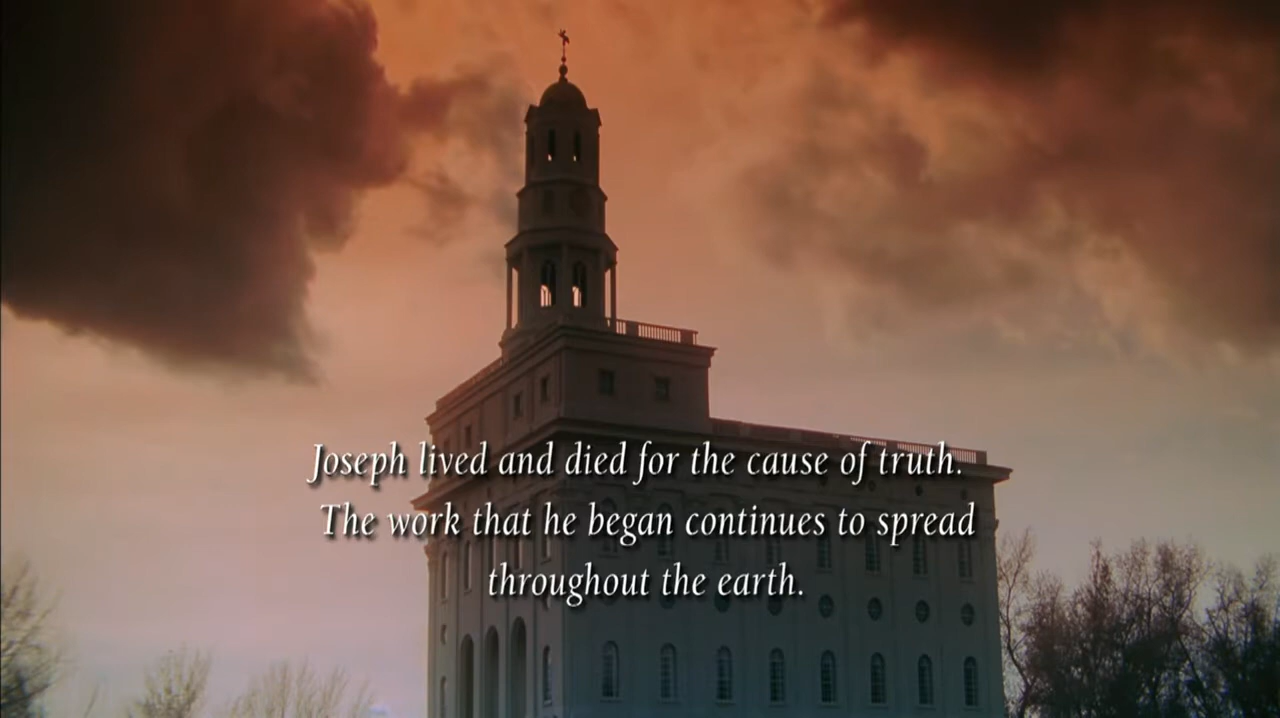 Joseph lived and died for the cause of truth.
The work that he began continues to spread
throughout the earth.